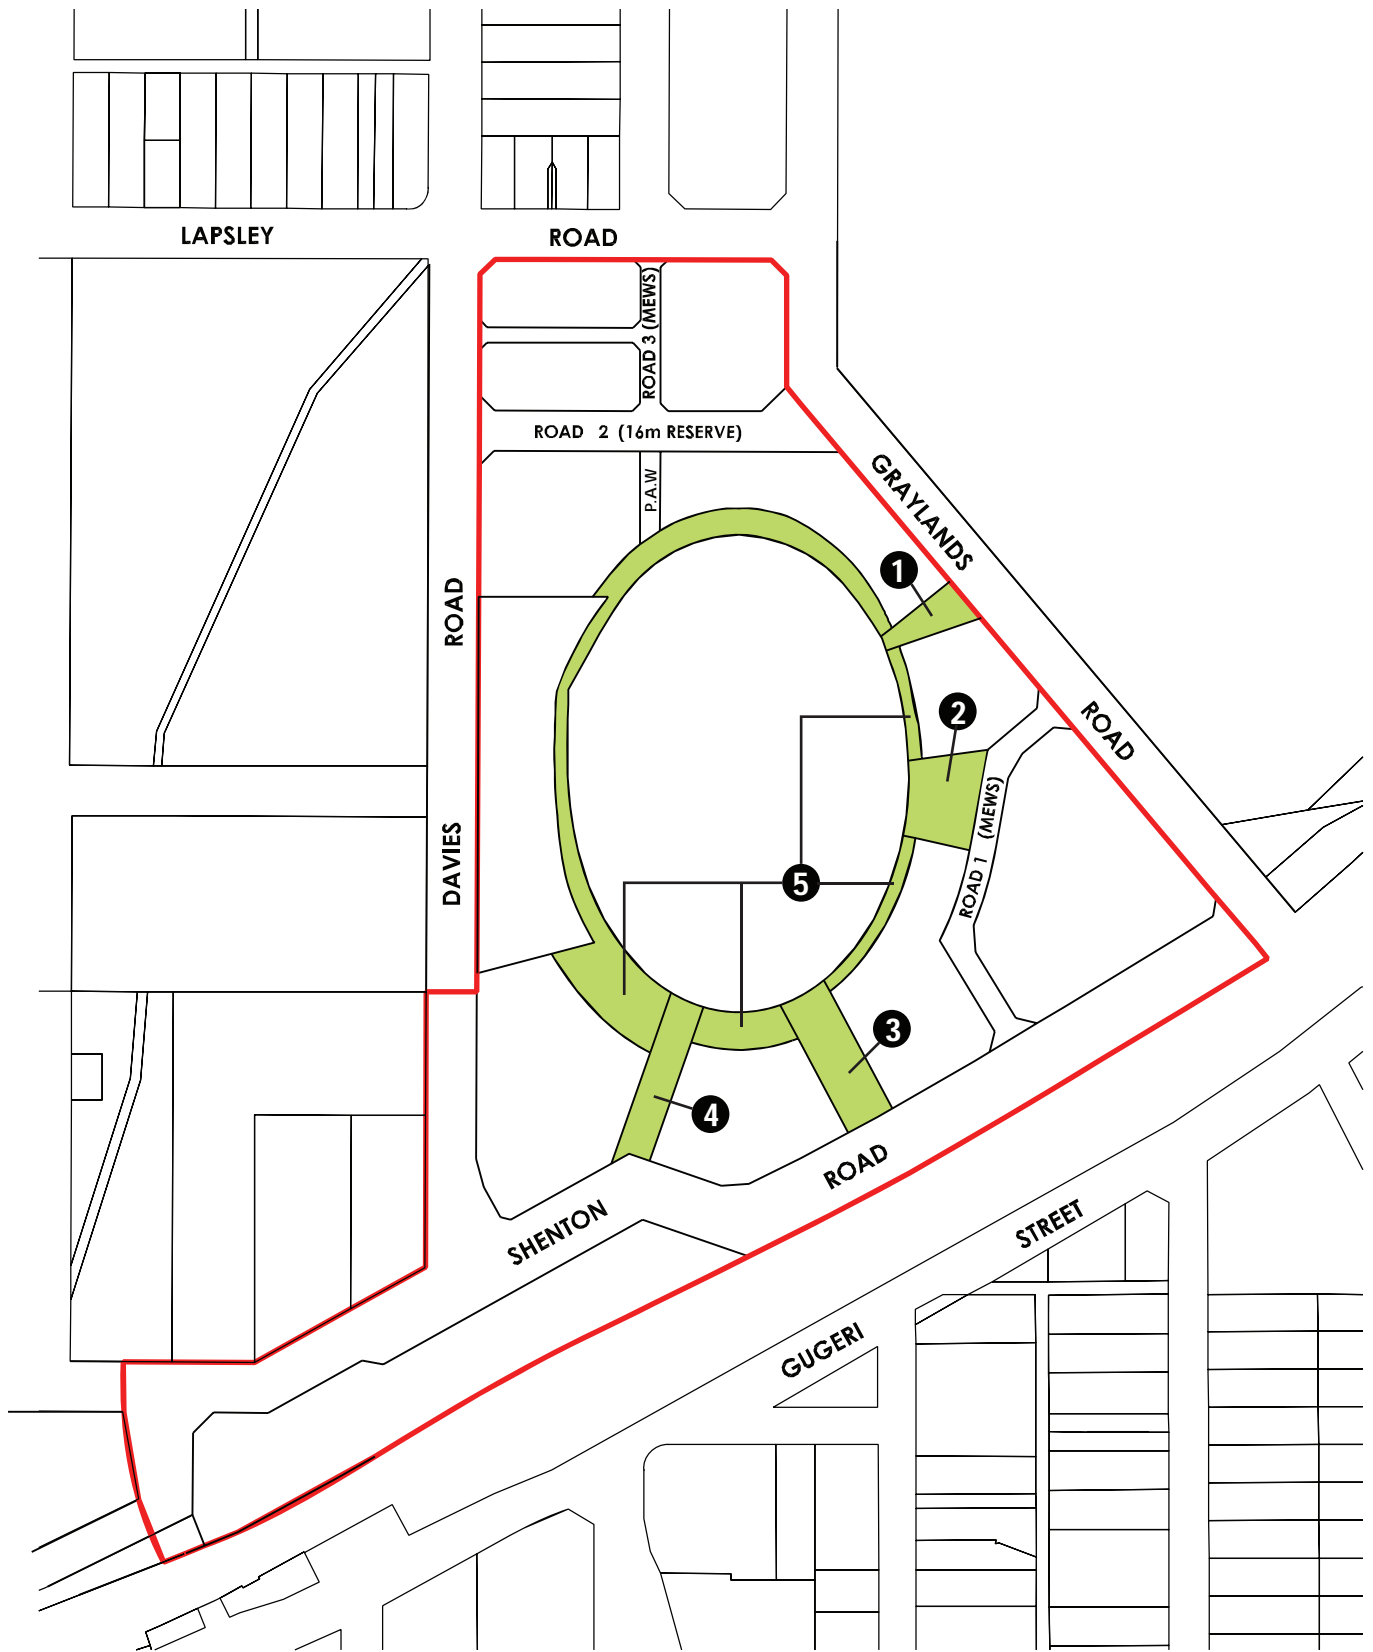 LAPSLEY ROAD
ROAD 3 (MEWS)
ROAD 2 (16m RESERVE)
P.A.W
GRAYLANDS ROAD
1
DAVIES ROAD
2
ROAD 1 (MEWS)
5
3
4
SHENTON ROAD
GUGERI STREET